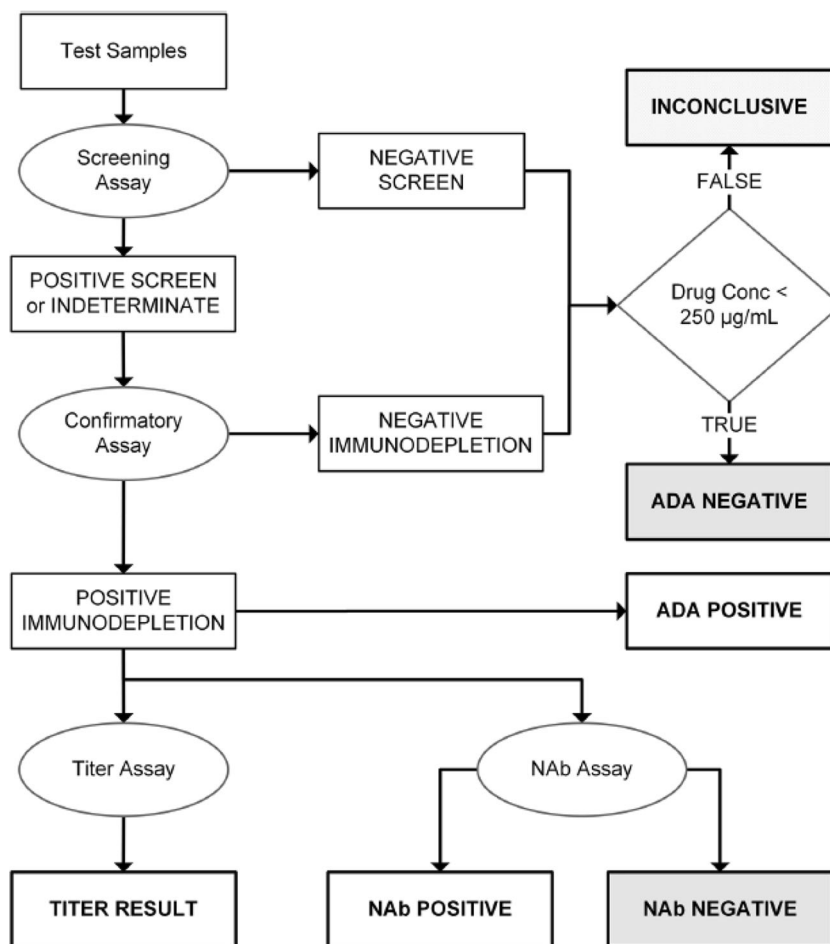 Test Samples
Screening
Assay
NEGATIVE
SCREEN
INCONCLUSIVE
FALSE
POSITIVE SCREEN
or INDETERMINATE
Drug Conc <
250 µg/mL
Confirmatory
Assay
NEGATIVE
IMMUNODEPLETION
TRUE
ADA NEGATIVE
POSITIVE
IMMUNODEPLETION
ADA POSITIVE
Titer Assay
NAb Assay
TITER RESULT
NAb POSITIVE
NAb NEGATIVE